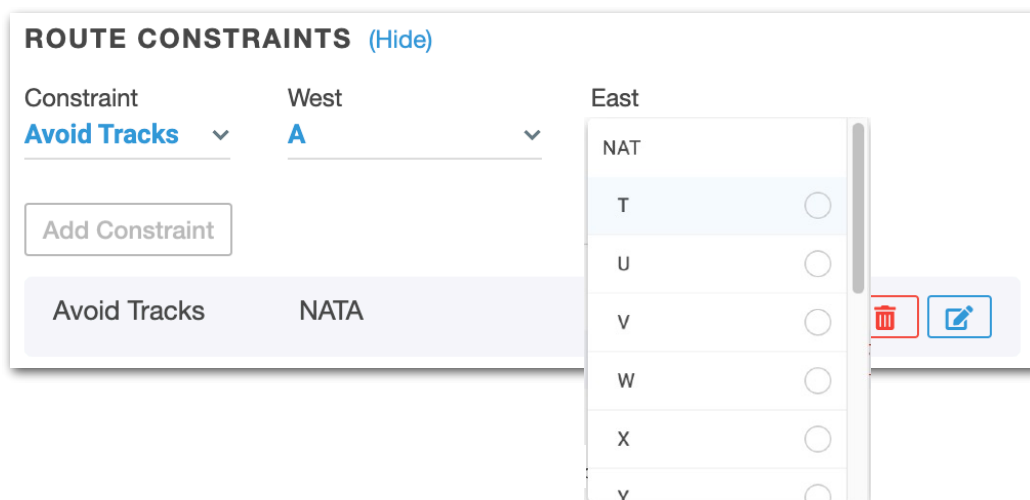 ROUTE CONSTRAINTS (Hide)
Constraint West East
Avoid Tracks A
NAT
T
Add Constraint
U
Avoid Tracks NATA
V
W
X
Y